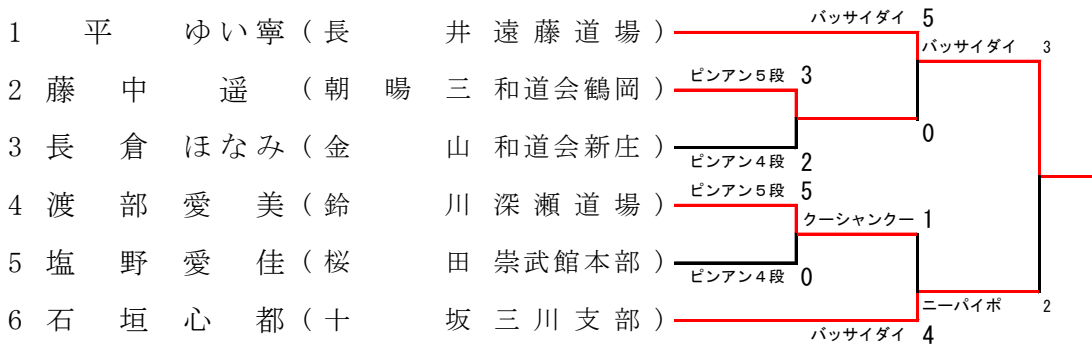 1 平 ゆい寧（長 井 遠藤道場） バッサイダイ 5
バッサイダイ 3
2 藤中 遥（朝暘三 和道会鶴岡） ピンアン５段 3
0
3 長倉ほなみ（金 山 和道会新庄） ピンアン４段 2
4 渡部愛美（鈴 川 深瀬道場） ピンアン５段 5
クーシャンクー 1
5 塩野愛佳（桜 田 崇武館本部） ピンアン４段 0
ニーパイポ 2
6 石垣心都（十 坂 三川支部） バッサイダイ 4